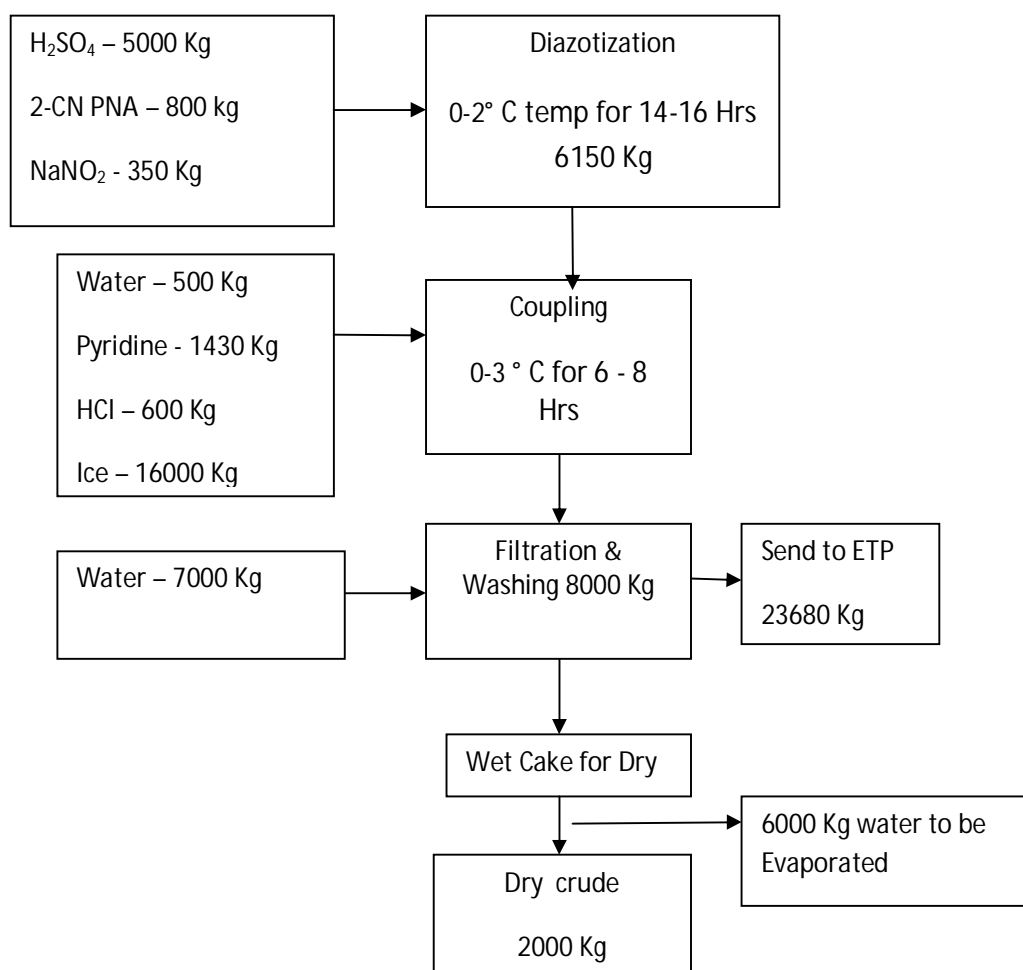 H₂SO₄ – 5000 Kg
2-CN PNA – 800 kg
NaNO₂ - 350 Kg
Diazotization
0-2° C temp for 14-16 Hrs
6150 Kg
Water – 500 Kg
Pyridine - 1430 Kg
HCl – 600 Kg
Ice – 16000 Kg
Coupling
0-3 ° C for 6 - 8
Hrs
Water – 7000 Kg
Filtration &
Washing 8000 Kg
Send to ETP
23680 Kg
Wet Cake for Dry
6000 Kg water to be
Evaporated
Dry crude
2000 Kg